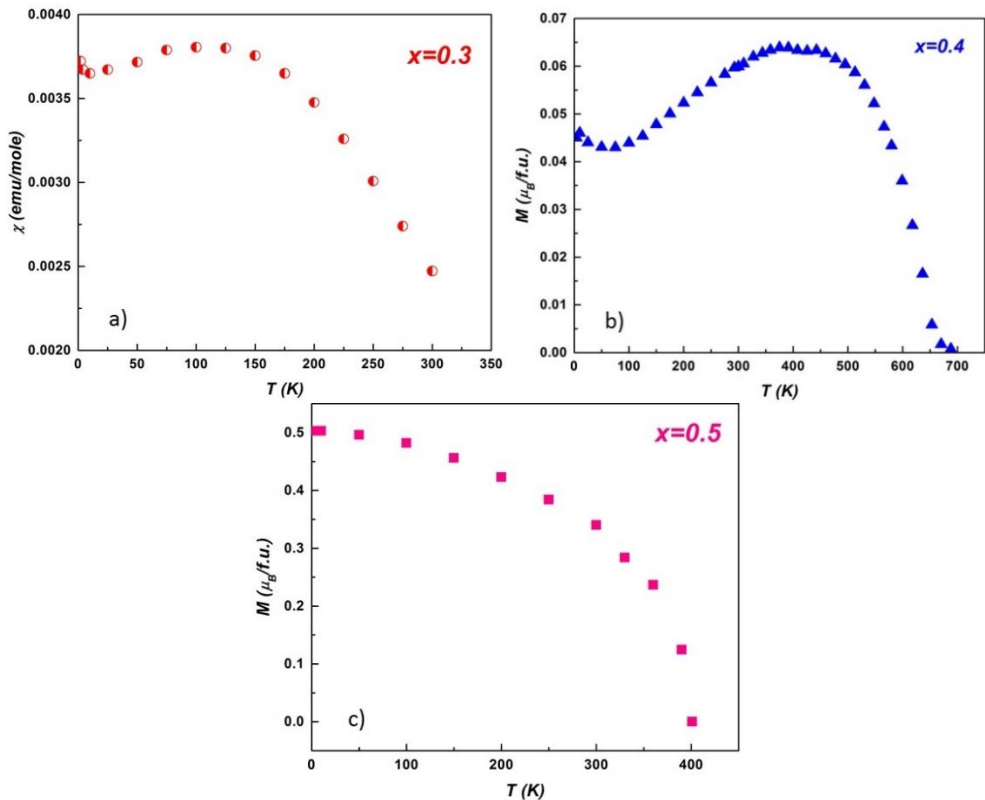 0.0040
0.0035
0.0030
0.0025
0.0020
χ (emu/mole)
x=0.3
a)
0 50 100 150 200 250 300 350
T (K)
0.07
0.06
0.05
0.04
0.03
0.02
0.01
0.00
M (μB/f.u.)
x=0.4
b)
0 100 200 300 400 500 600 700
T (K)
0.5
0.4
0.3
0.2
0.1
0.0
M (μB/f.u.)
x=0.5
c)
0 100 200 300 400
T (K)